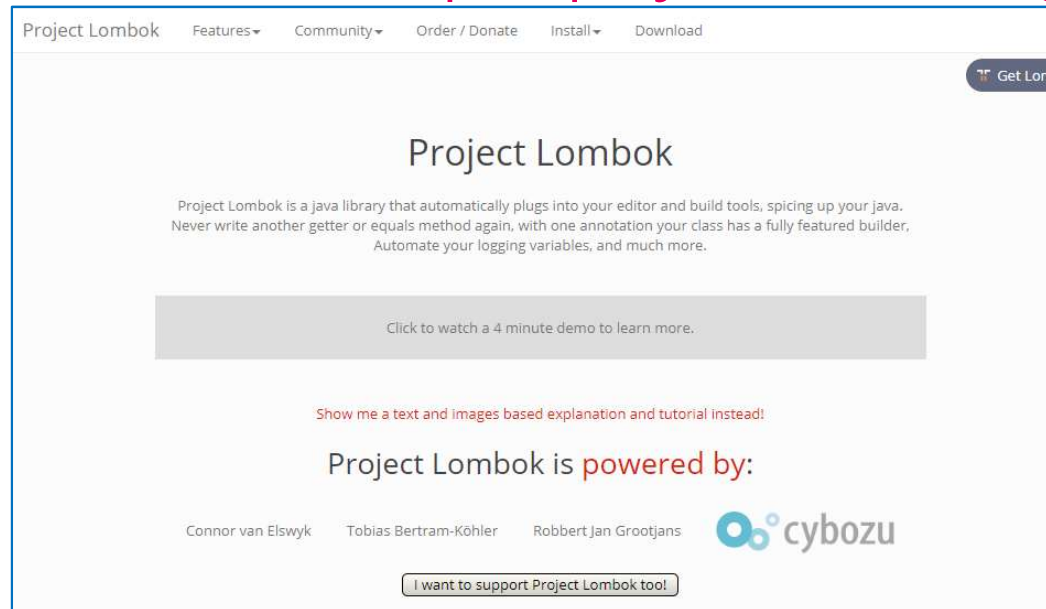 Project Lombok Features Community Order / Donate Install Download
Get Lor
Project Lombok
Project Lombok is a java library that automatically plugs into your editor and build tools, spicing up your java.
Never write another getter or equals method again, with one annotation your class has a fully featured builder,
Automate your logging variables, and much more.
Click to watch a 4 minute demo to learn more.
Show me a text and images based explanation and tutorial instead!
Project Lombok is powered by:
Connor van Elswyk Tobias Bertram-Köhler Robbert Jan Grootjans cybozu
I want to support Project Lombok too!